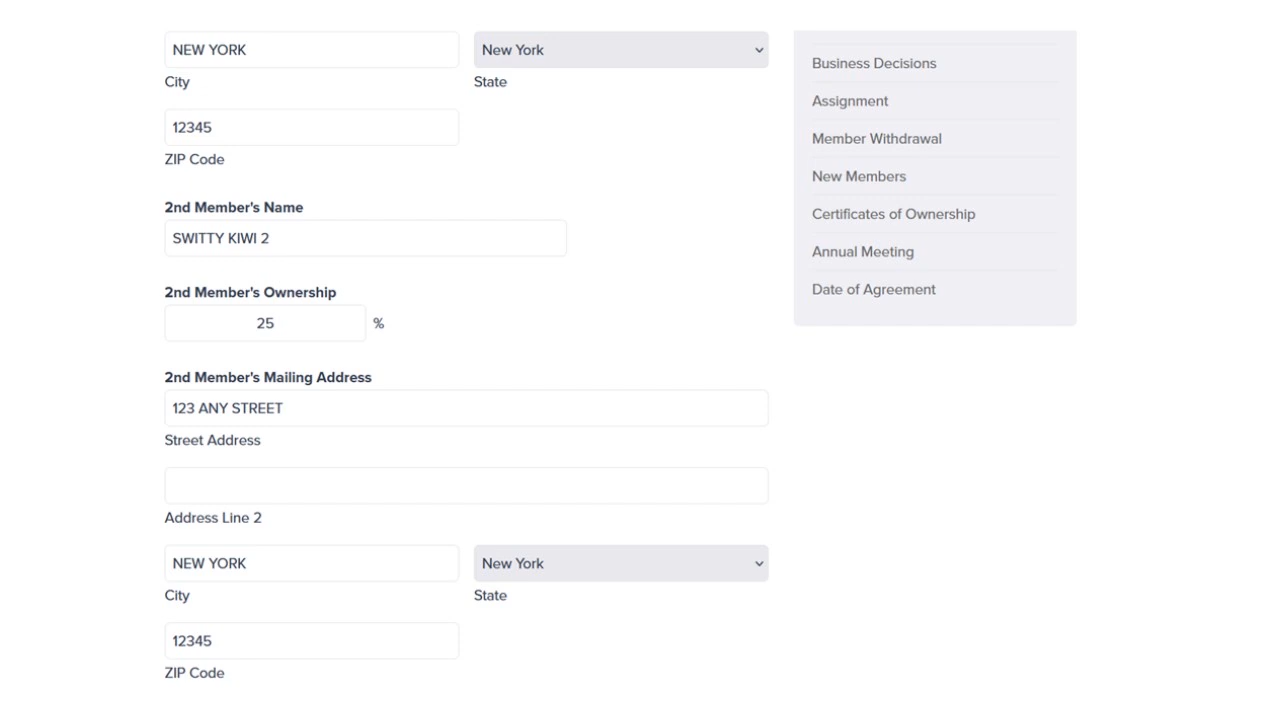 NEW YORK
New York
City
State
12345
ZIP Code
2nd Member's Name
SWITTY KIWI 2
2nd Member's Ownership
25
%
2nd Member's Mailing Address
123 ANY STREET
Street Address
Address Line 2
NEW YORK
New York
City
State
12345
ZIP Code
Business Decisions
Assignment
Member Withdrawal
New Members
Certificates of Ownership
Annual Meeting
Date of Agreement